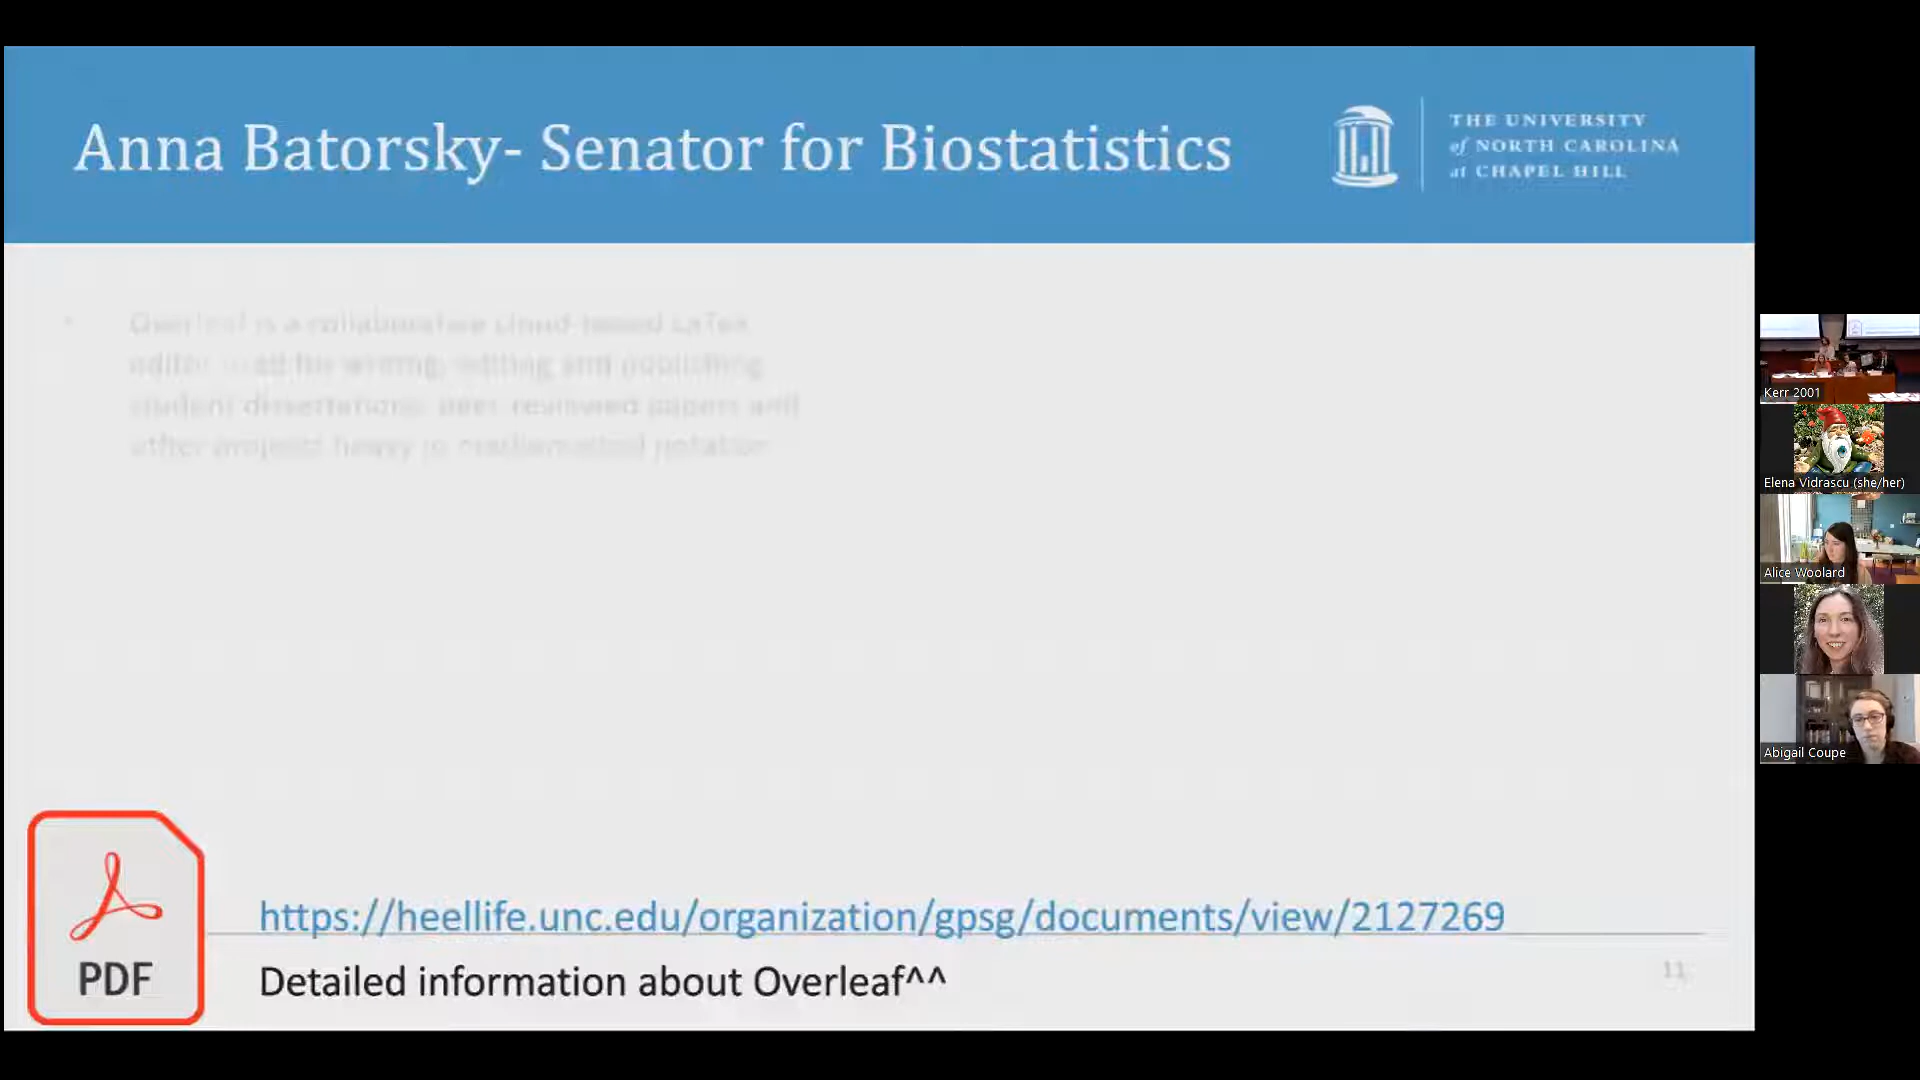 Anna Batorsky- Senator for Biostatistics
THE UNIVERSITY
of NORTH CAROLINA
at CHAPEL HILL
Overleaf is a collaborative cloud-based LaTex
editor used for writing, editing and publishing
student dissertations, peer reviewed papers and
other projects heavy in mathematical notation
https://heellife.unc.edu/organization/gpsg/documents/view/2127269
PDF
Detailed information about Overleaf^^
11
Kerr 2001
Elena Vidrascu (she/her)
Alice Woolard
Abigail Coupe